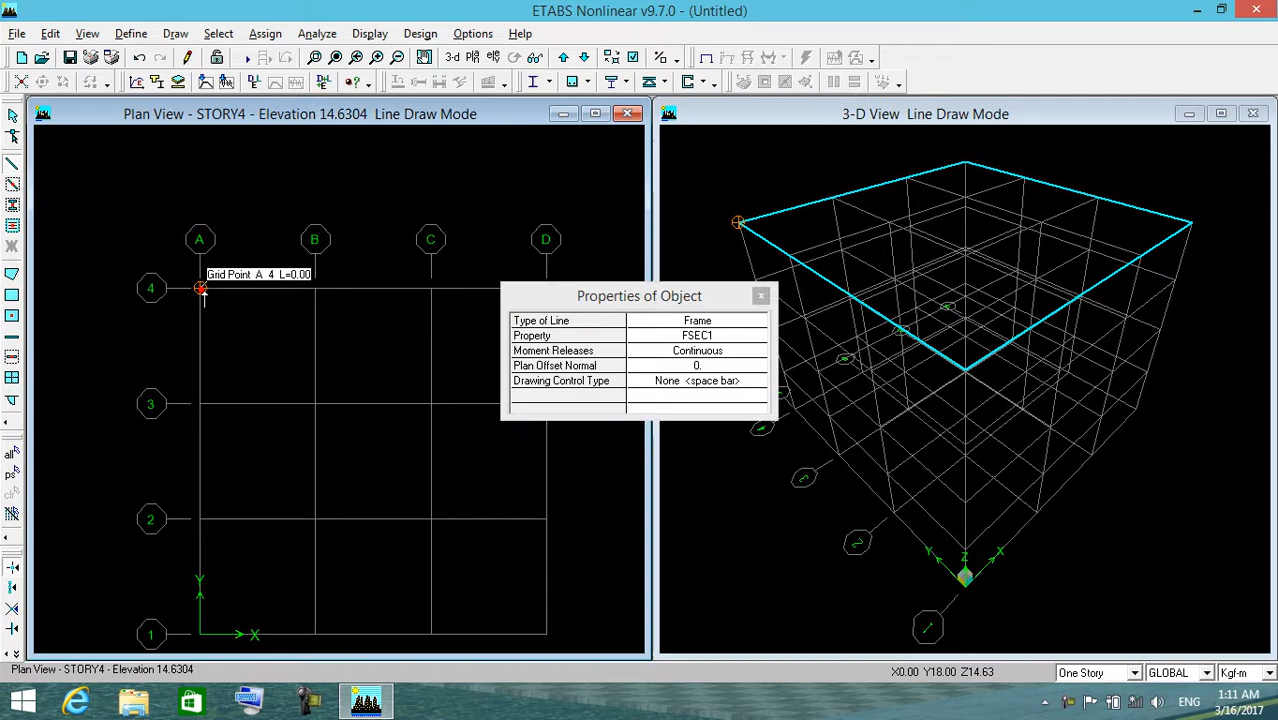 ETABS Nonlinear v9.7.0 - (Untitled)
File Edit View Define Draw Select Assign Analyze Display Design Options Help
3-d
Plan View - STORY4 - Elevation 14.6304 Line Draw Mode
3-D View Line Draw Mode
A B C D
Grid Point A 4 L=0.00
4
3
2
1
Y
X
Properties of Object
Type of Line Frame
Property FSEC1
Moment Releases Continuous
Plan Offset Normal 0.
Drawing Control Type None <space bar>
Y Z X
all
ps
clr
Plan View - STORY4 - Elevation 14.6304
X0.00 Y18.00 Z14.63
One Story
GLOBAL
Kgf-m
ENG
1:11 AM
3/16/2017